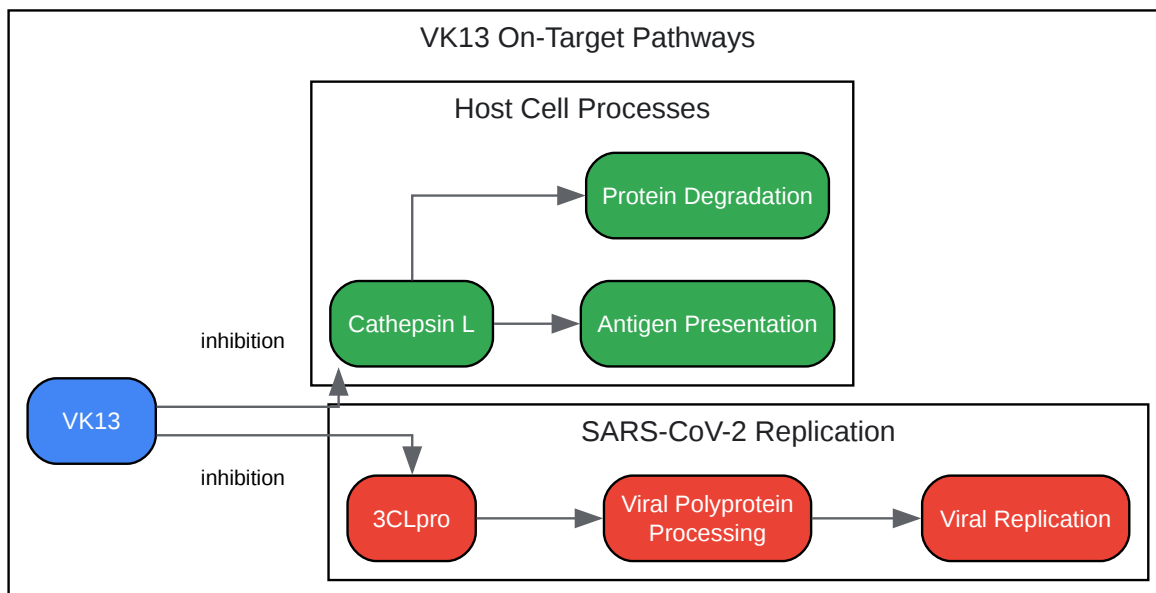 VK13 On-Target Pathways
Host Cell Processes
Protein Degradation
Cathepsin L
Antigen Presentation
inhibition
VK13
SARS-CoV-2 Replication
inhibition
3CLpro
Viral Polyprotein
Processing
Viral Replication